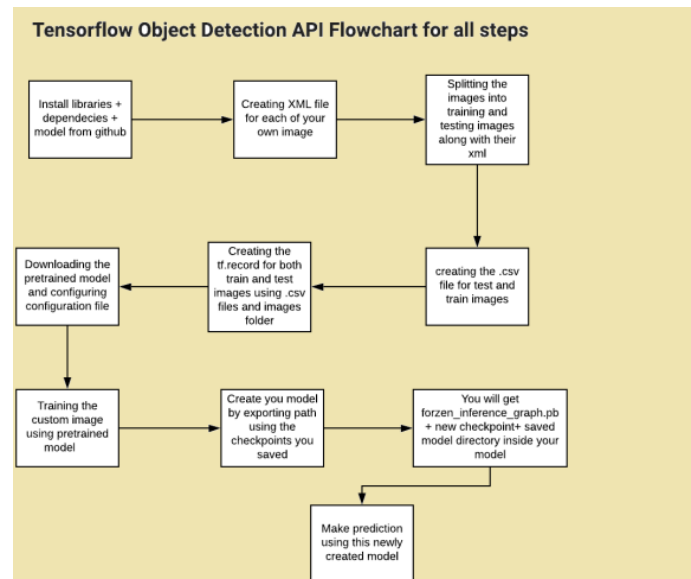 Tensorflow Object Detection API Flowchart for all steps
Install libraries +
dependecies +
model from github
Creating XML file
for each of your
own image
Splitting the
images into
training and
testing images
along with their
xml
creating the .csv
file for test and
train images
Creating the
tf.record for both
train and test
images using .csv
files and images
folder
Downloading the
pretrained model
and configuring
configuration file
Training the
custom image
using pretrained
model
Create you model
by exporting path
using the
checkpoints you
saved
You will get
forzen_inference_graph.pb
+ new checkpoint+ saved
model directory inside your
model
Make prediction
using this newly
created model